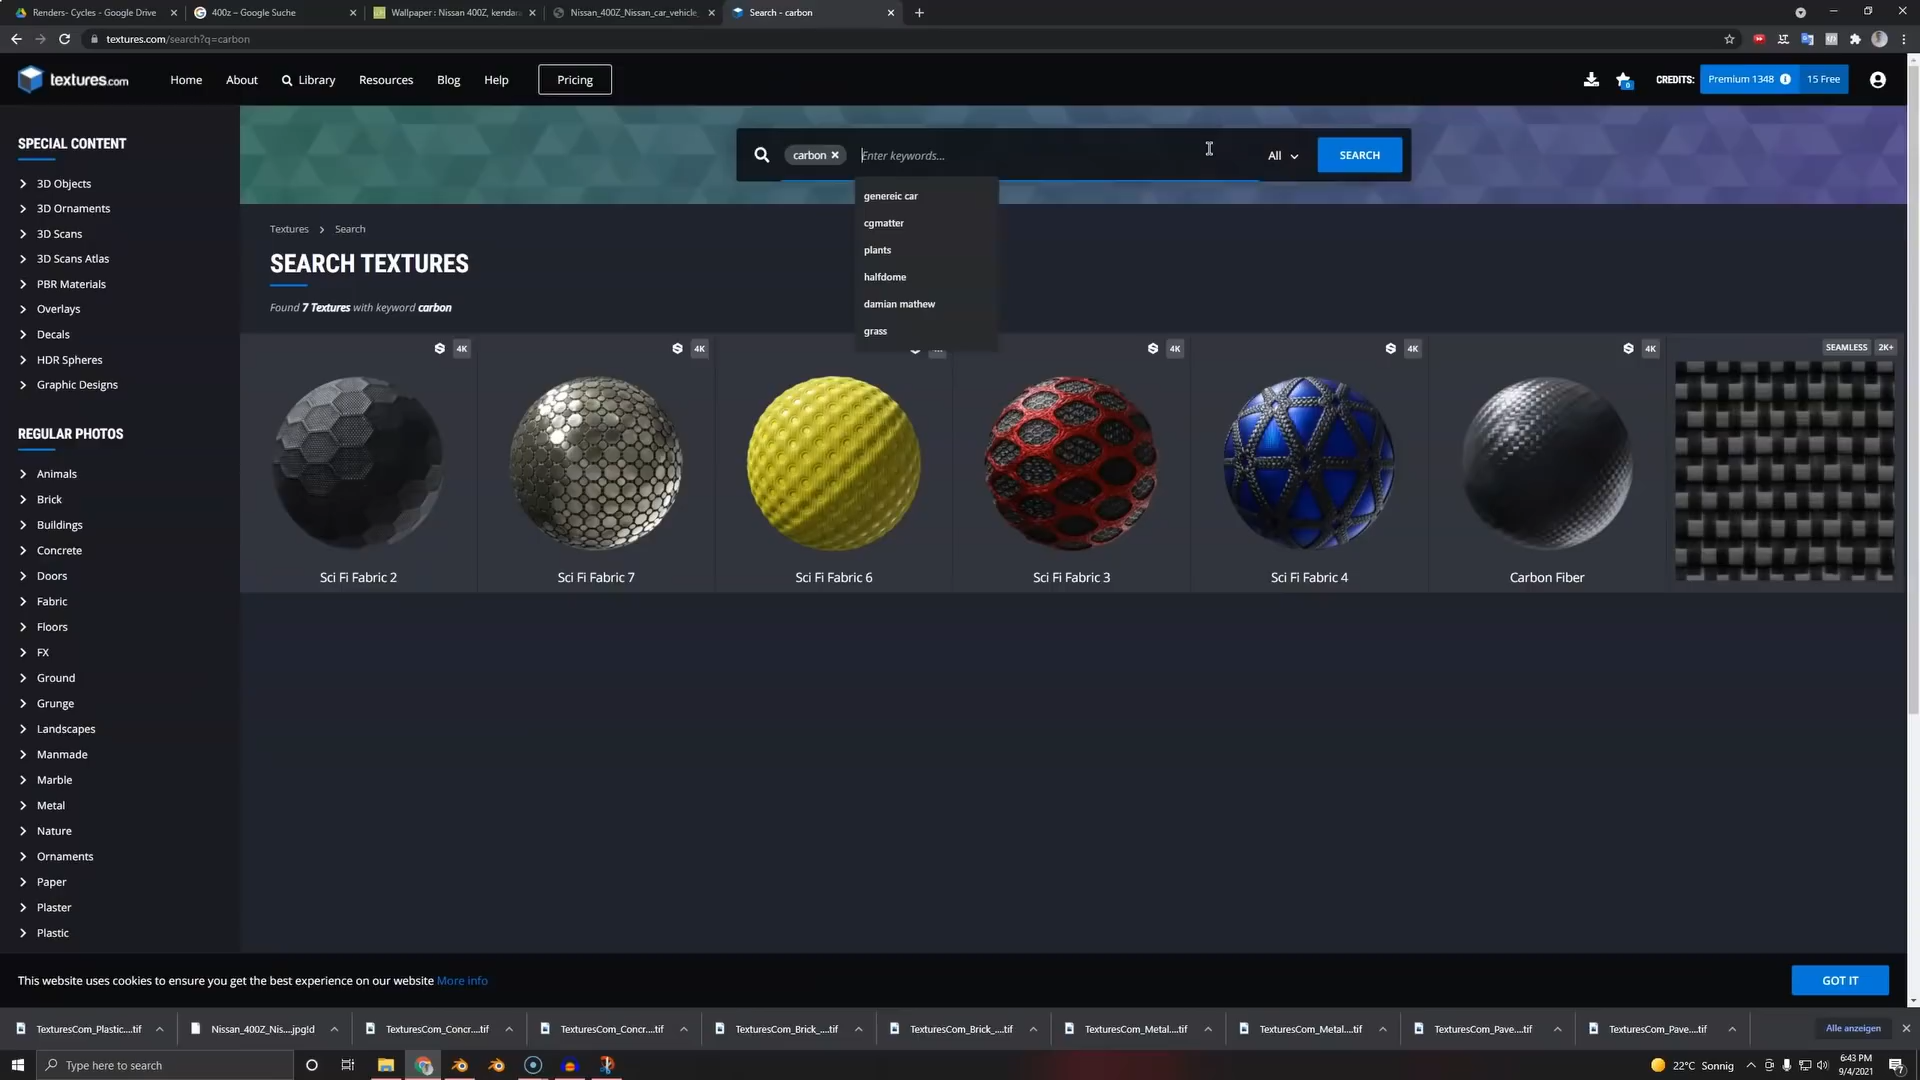 Renders- Cycles - Google Drive
400z – Google Suche
Wallpaper : Nissan 400Z, kendara
Nissan_400Z_Nissan_car_vehicle_
Search - carbon
textures.com/search?q=carbon
textures.com
Home
About
Library
Resources
Blog
Help
Pricing
0
CREDITS:
Premium 1348
15 Free
SPECIAL CONTENT
3D Objects
3D Ornaments
3D Scans
3D Scans Atlas
PBR Materials
Overlays
Decals
HDR Spheres
Graphic Designs
REGULAR PHOTOS
Animals
Brick
Buildings
Concrete
Doors
Fabric
Floors
FX
Ground
Grunge
Landscapes
Manmade
Marble
Metal
Nature
Ornaments
Paper
Plaster
Plastic
carbon
Enter keywords...
All
SEARCH
genereic car
cgmatter
plants
halfdome
damian mathew
grass
Textures > Search
SEARCH TEXTURES
Found 7 Textures with keyword carbon
4K
4K
4K
4K
4K
SEAMLESS 2K+
Sci Fi Fabric 2
Sci Fi Fabric 7
Sci Fi Fabric 6
Sci Fi Fabric 3
Sci Fi Fabric 4
Carbon Fiber
This website uses cookies to ensure you get the best experience on our website More info
GOT IT
TexturesCom_Plastic....tif
Nissan_400Z_Nis....jpg!d
TexturesCom_Concr....tif
TexturesCom_Concr....tif
TexturesCom_Brick_....tif
TexturesCom_Brick_....tif
TexturesCom_Metal....tif
TexturesCom_Metal....tif
TexturesCom_Pave....tif
TexturesCom_Pave....tif
Alle anzeigen
Type here to search
22°C Sonnig
6:43 PM
9/4/2021